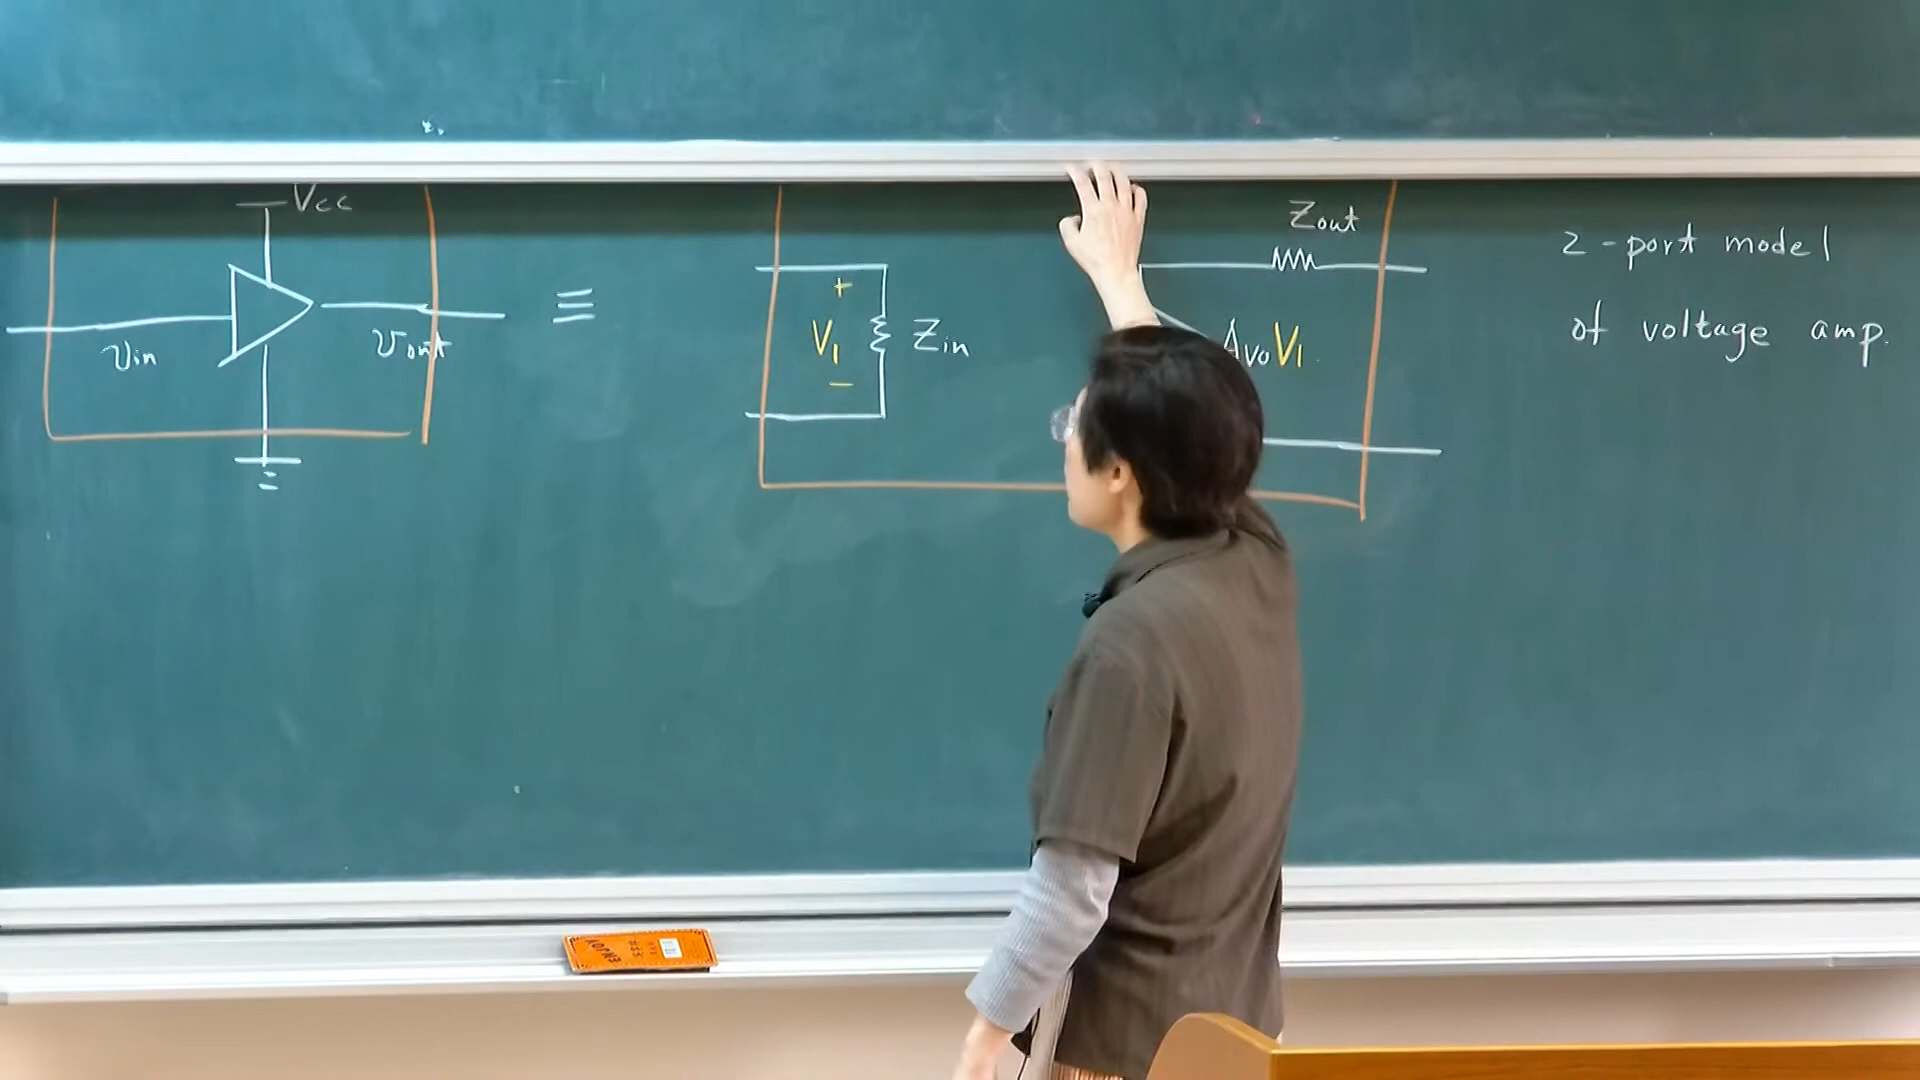 Vcc
vin
vout
≡
+
V1
−
Zin
Zout
AvoV1
2-port model
of voltage amp.